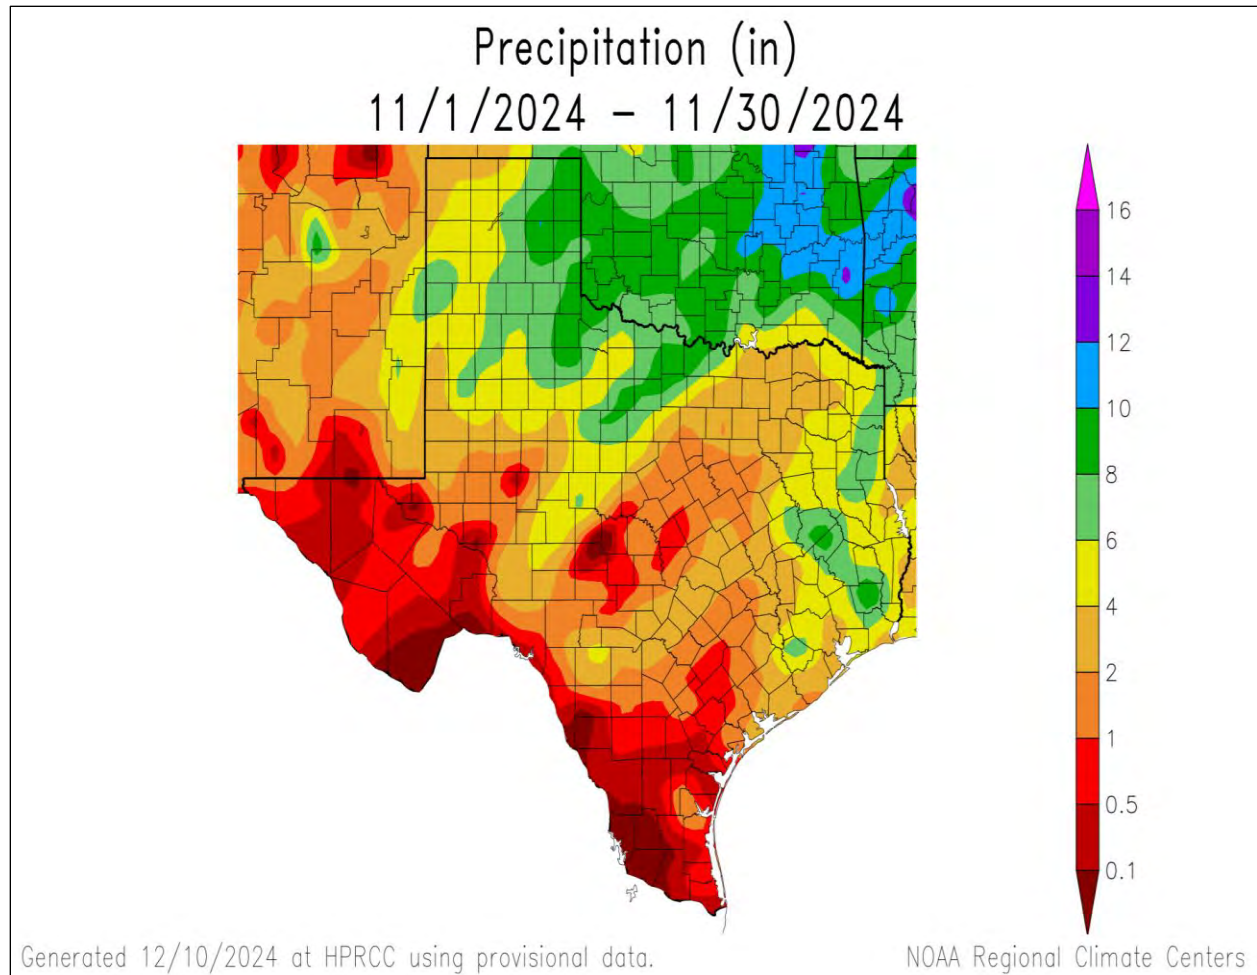 Precipitation (in)
11/1/2024 – 11/30/2024
16
14
12
10
8
6
4
2
1
0.5
0.1
Generated 12/10/2024 at HPRCC using provisional data.
NOAA Regional Climate Centers